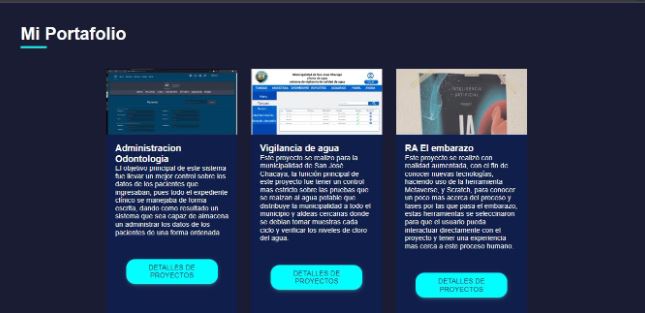 Mi Portafolio
INTELIGENCIA
ARTIFICIAL
IA
Administracion
Odontologia
El objetivo principal de este sistema
fue llevar un mejor control sobre los
datos de los pacientes que
ingresaban, pues todo el expediente
clínico se manejaba de forma
escrita, dando como resultado un
sistema que sea capaz de almacena
un administrar los datos de los
pacientes de una forma ordenada
DETALLES DE
PROYECTOS
Vigilancia de agua
Este proyecto se realizo para la
municipalidad de San José
Chacaya, la función principal de
este proyecto fue tener un control
mas estricto sobre las pruebas que
se realzan al agua potable que
distribuye la municipalidad a todo el
municipio y aldeas cercanas donde
se debian tomar muestras cada
ciclo y verificar los niveles de cloro
del agua.
DETALLES DE
PROYECTOS
RA El embarazo
Este proyecto se realizó con
realidad aumentada, con el fin de
conocer nuevas tecnologías,
haciendo uso de la herramienta
Metaverse, y Scratch, para conocer
un poco mas acerca del proceso y
fases por las que pasa el embarazo,
estas herramientas se seleccinaron
para que el usuario pueda
interactuar directamente con el
proyecto y tener una experiencia
mas cerca a este proceso humano.
DETALLES DE
PROYECTOS